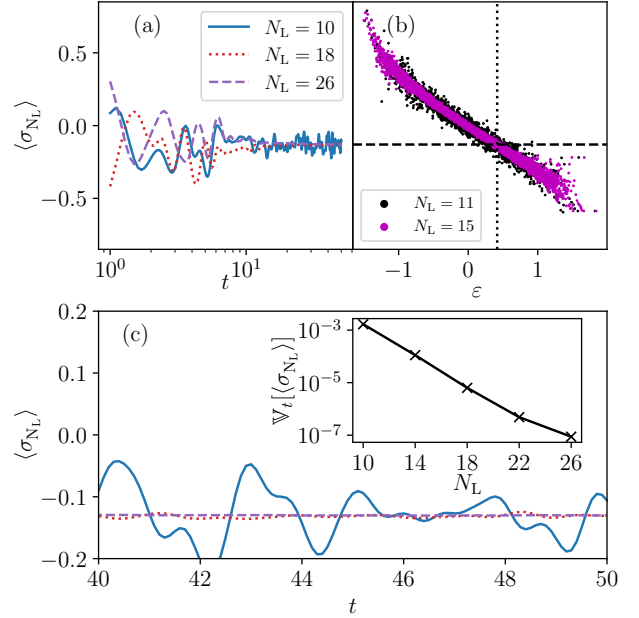 (a)
N_L = 10
N_L = 18
N_L = 26
0.5
0.0
−0.5
⟨σ_{N_L}⟩
10^0
10^1
t
(b)
N_L = 11
N_L = 15
−1
0
1
ε
(c)
0.2
0.1
0.0
−0.1
−0.2
⟨σ_{N_L}⟩
40
42
44
46
48
50
t
𝕍_t[⟨σ_{N_L}⟩]
10^{−3}
10^{−5}
10^{−7}
10
14
18
22
26
N_L